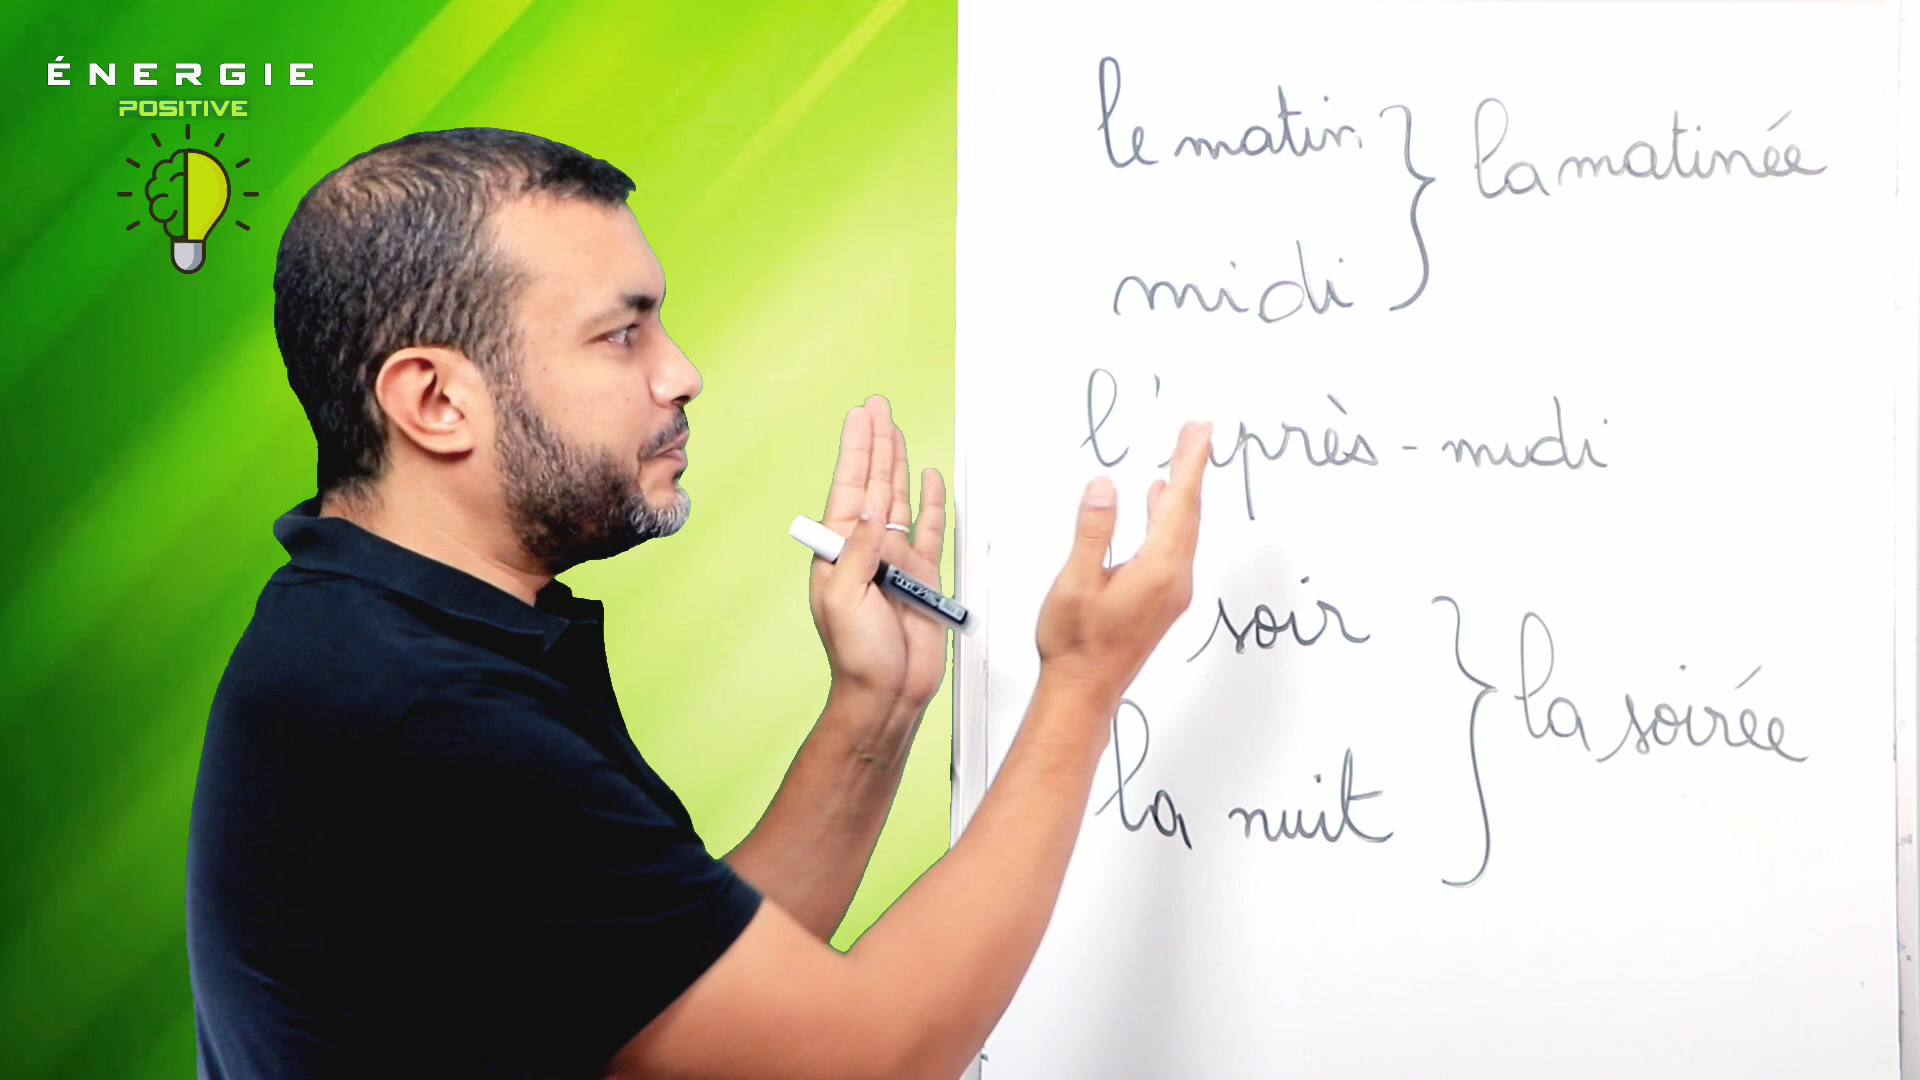 ÉNERGIE
POSITIVE
le matin
la matinée
midi
l'après-midi
soir
la soirée
la nuit